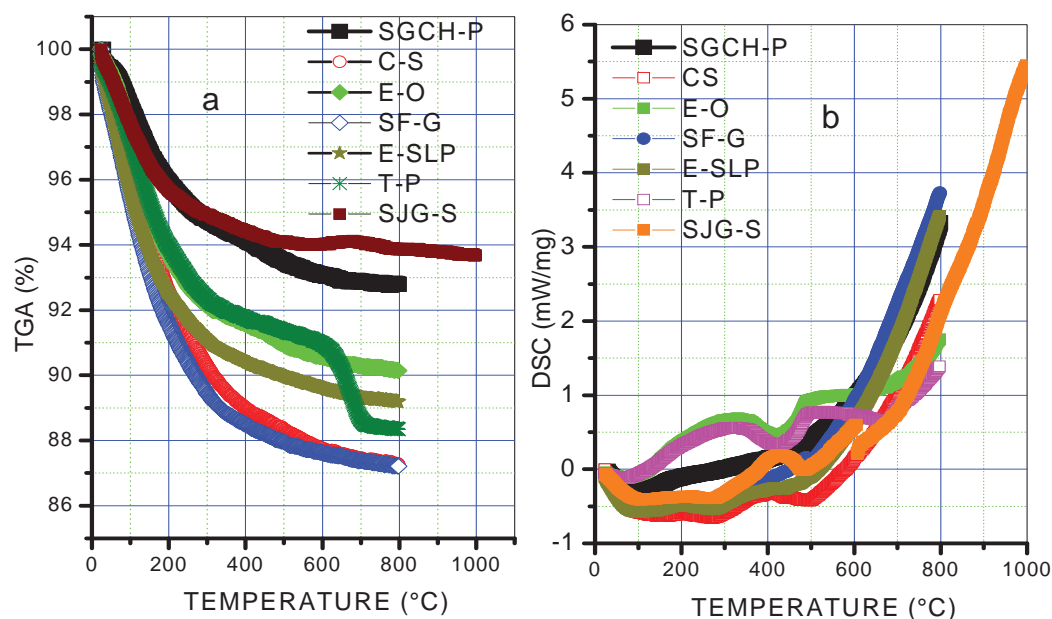 SGCH-P
C-S
E-O
SF-G
E-SLP
T-P
SJG-S
a
100
98
96
94
92
90
88
86
TGA (%)
0 200 400 600 800 1000
TEMPERATURE (°C)
SGCH-P
CS
E-O
SF-G
E-SLP
T-P
SJG-S
b
6
5
4
3
2
1
0
-1
DSC (mW/mg)
0 200 400 600 800 1000
TEMPERATURE (°C)